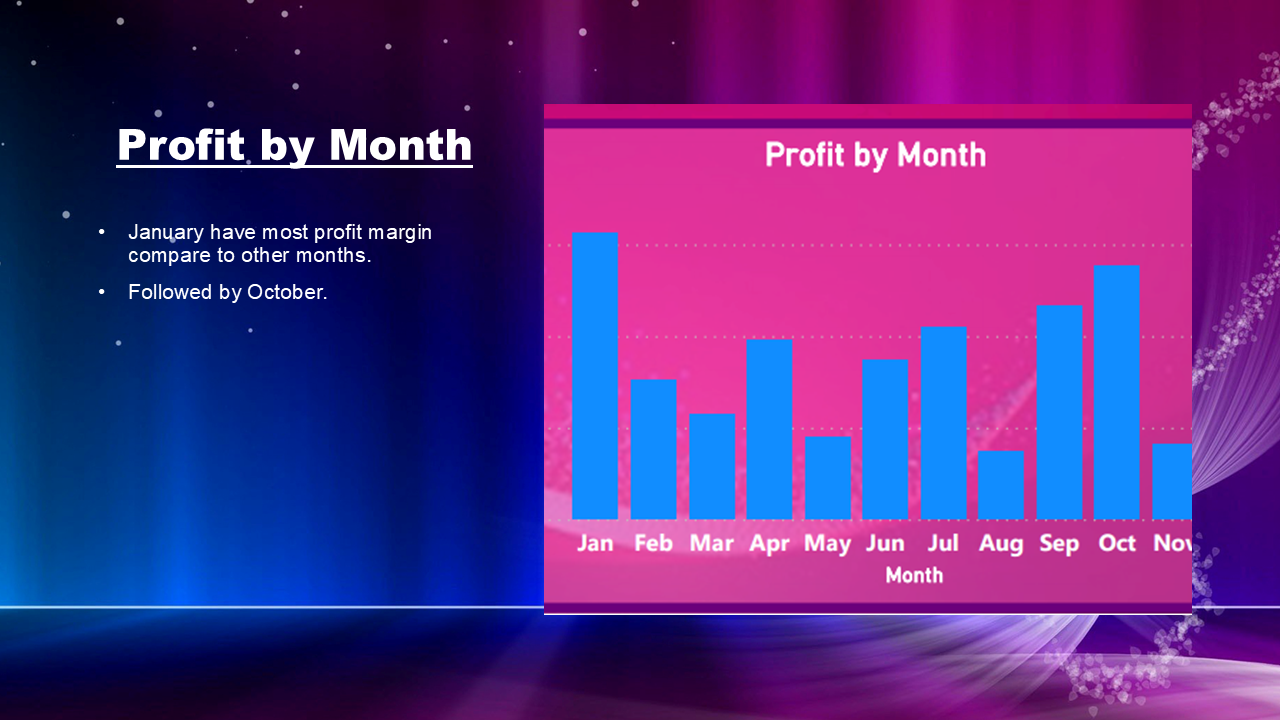 Profit by Month
• January have most profit margin
compare to other months.
• Followed by October.
Profit by Month
Jan Feb Mar Apr May Jun Jul Aug Sep Oct Nov
Month